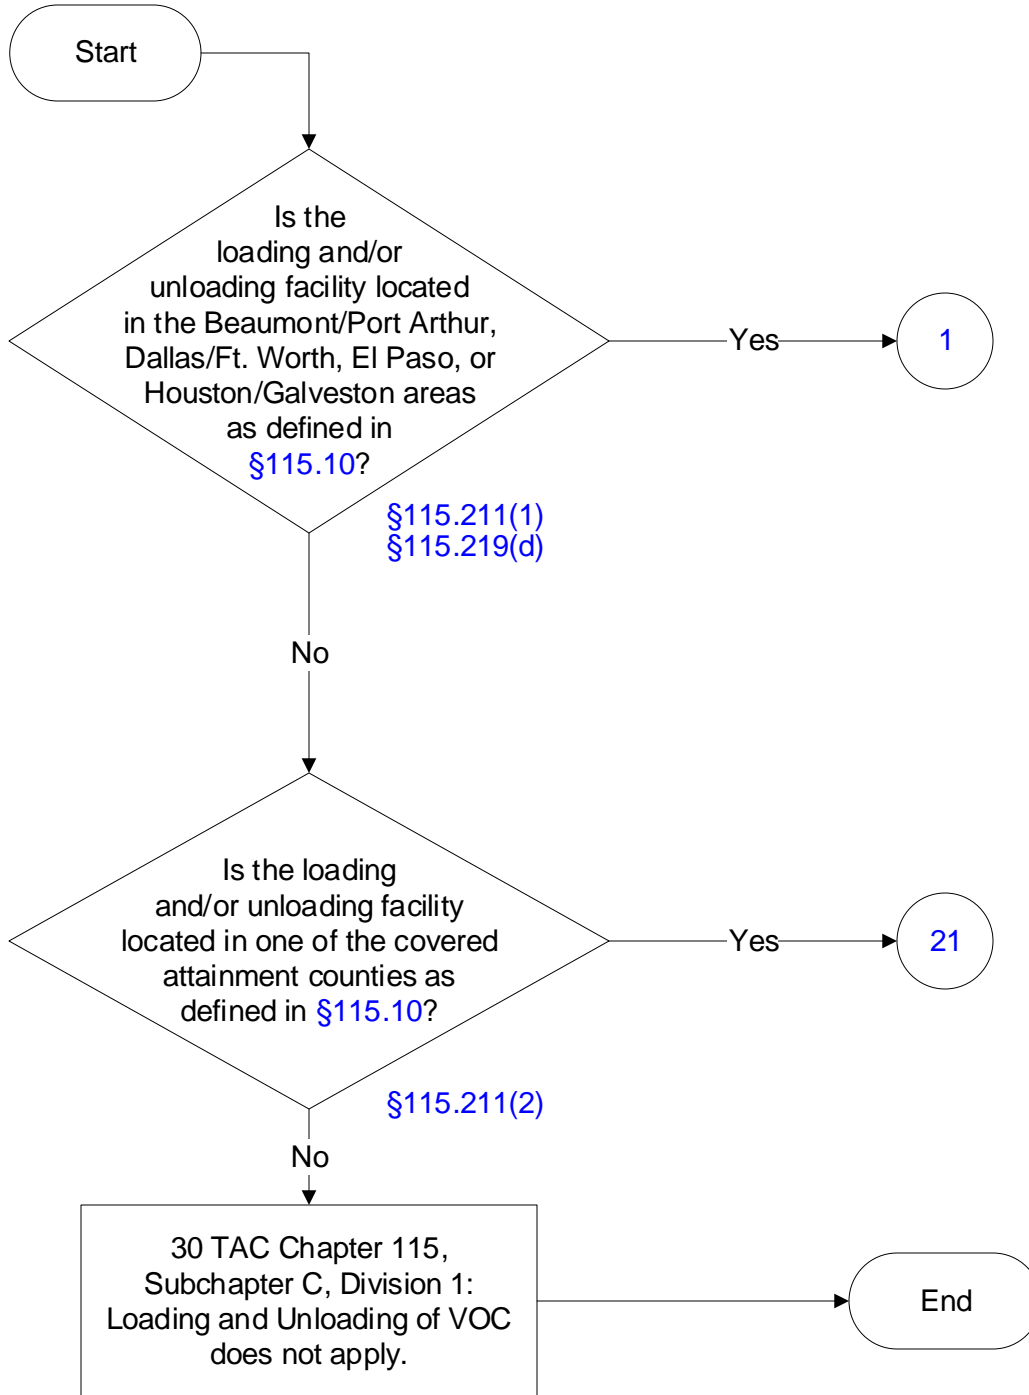 Start
Is the
loading and/or
unloading facility located
in the Beaumont/Port Arthur,
Dallas/Ft. Worth, El Paso, or
Houston/Galveston areas
as defined in
§115.10?
Yes
1
§115.211(1)
§115.219(d)
No
Is the loading
and/or unloading facility
located in one of the covered
attainment counties as
defined in §115.10?
Yes
21
§115.211(2)
No
30 TAC Chapter 115,
Subchapter C, Division 1:
Loading and Unloading of VOC
does not apply.
End